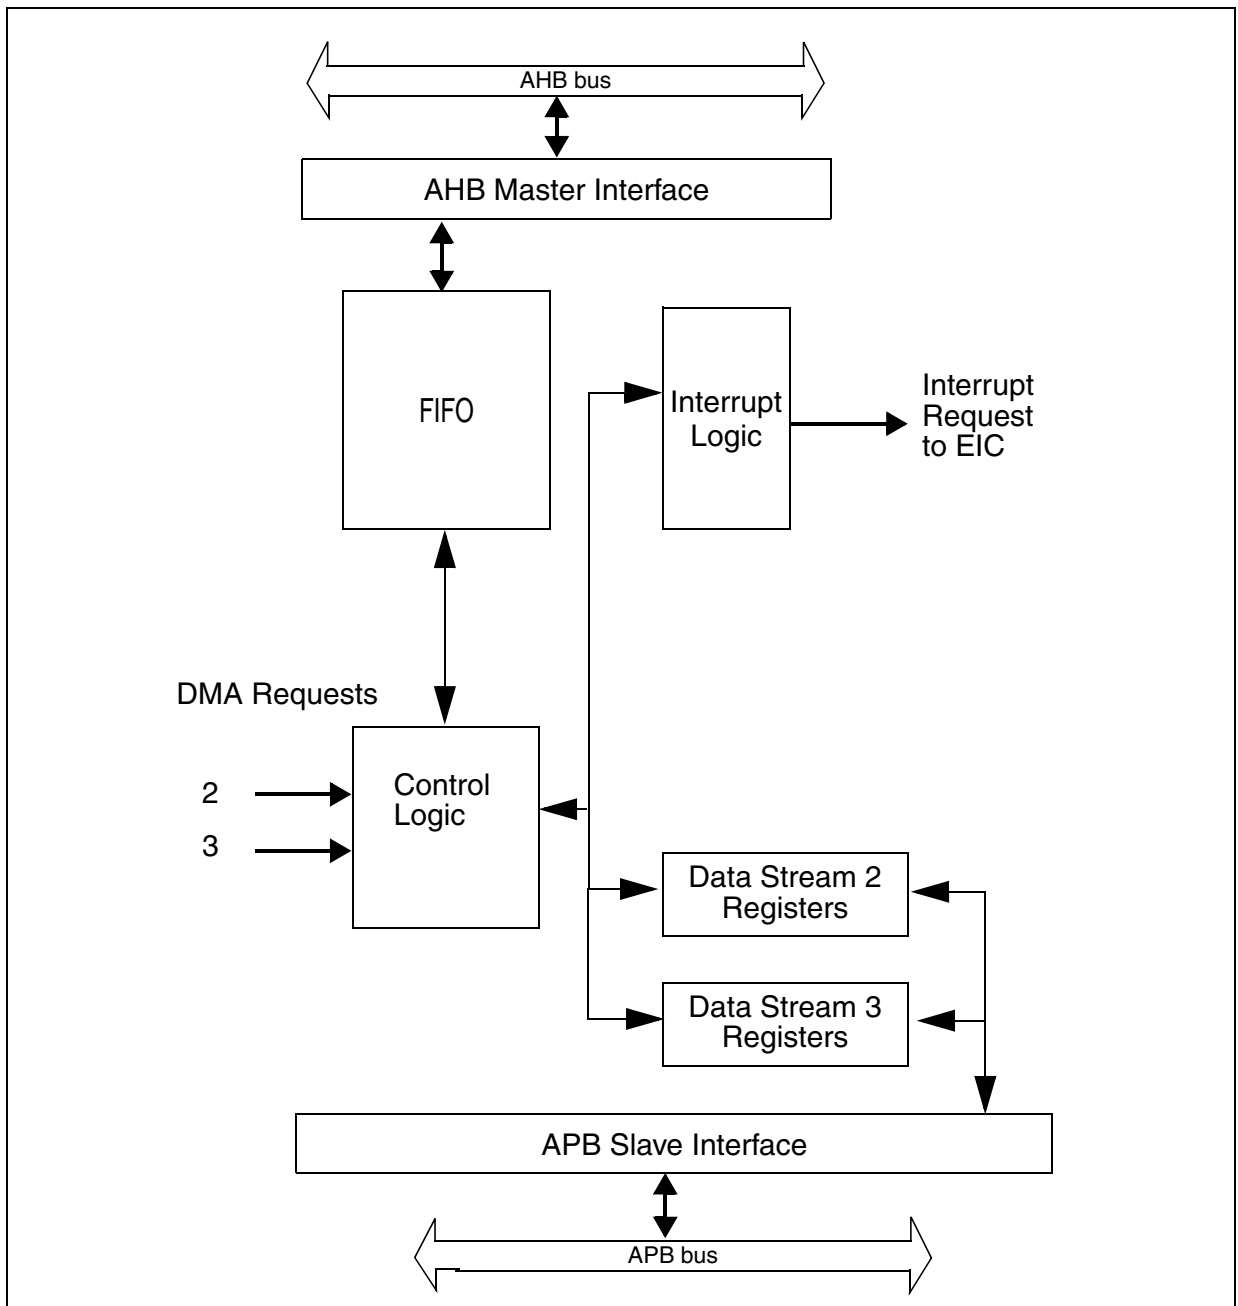 AHB bus
AHB Master Interface
FIFO
Interrupt
Logic
Interrupt
Request
to EIC
DMA Requests
2
3
Control
Logic
Data Stream 2
Registers
Data Stream 3
Registers
APB Slave Interface
APB bus